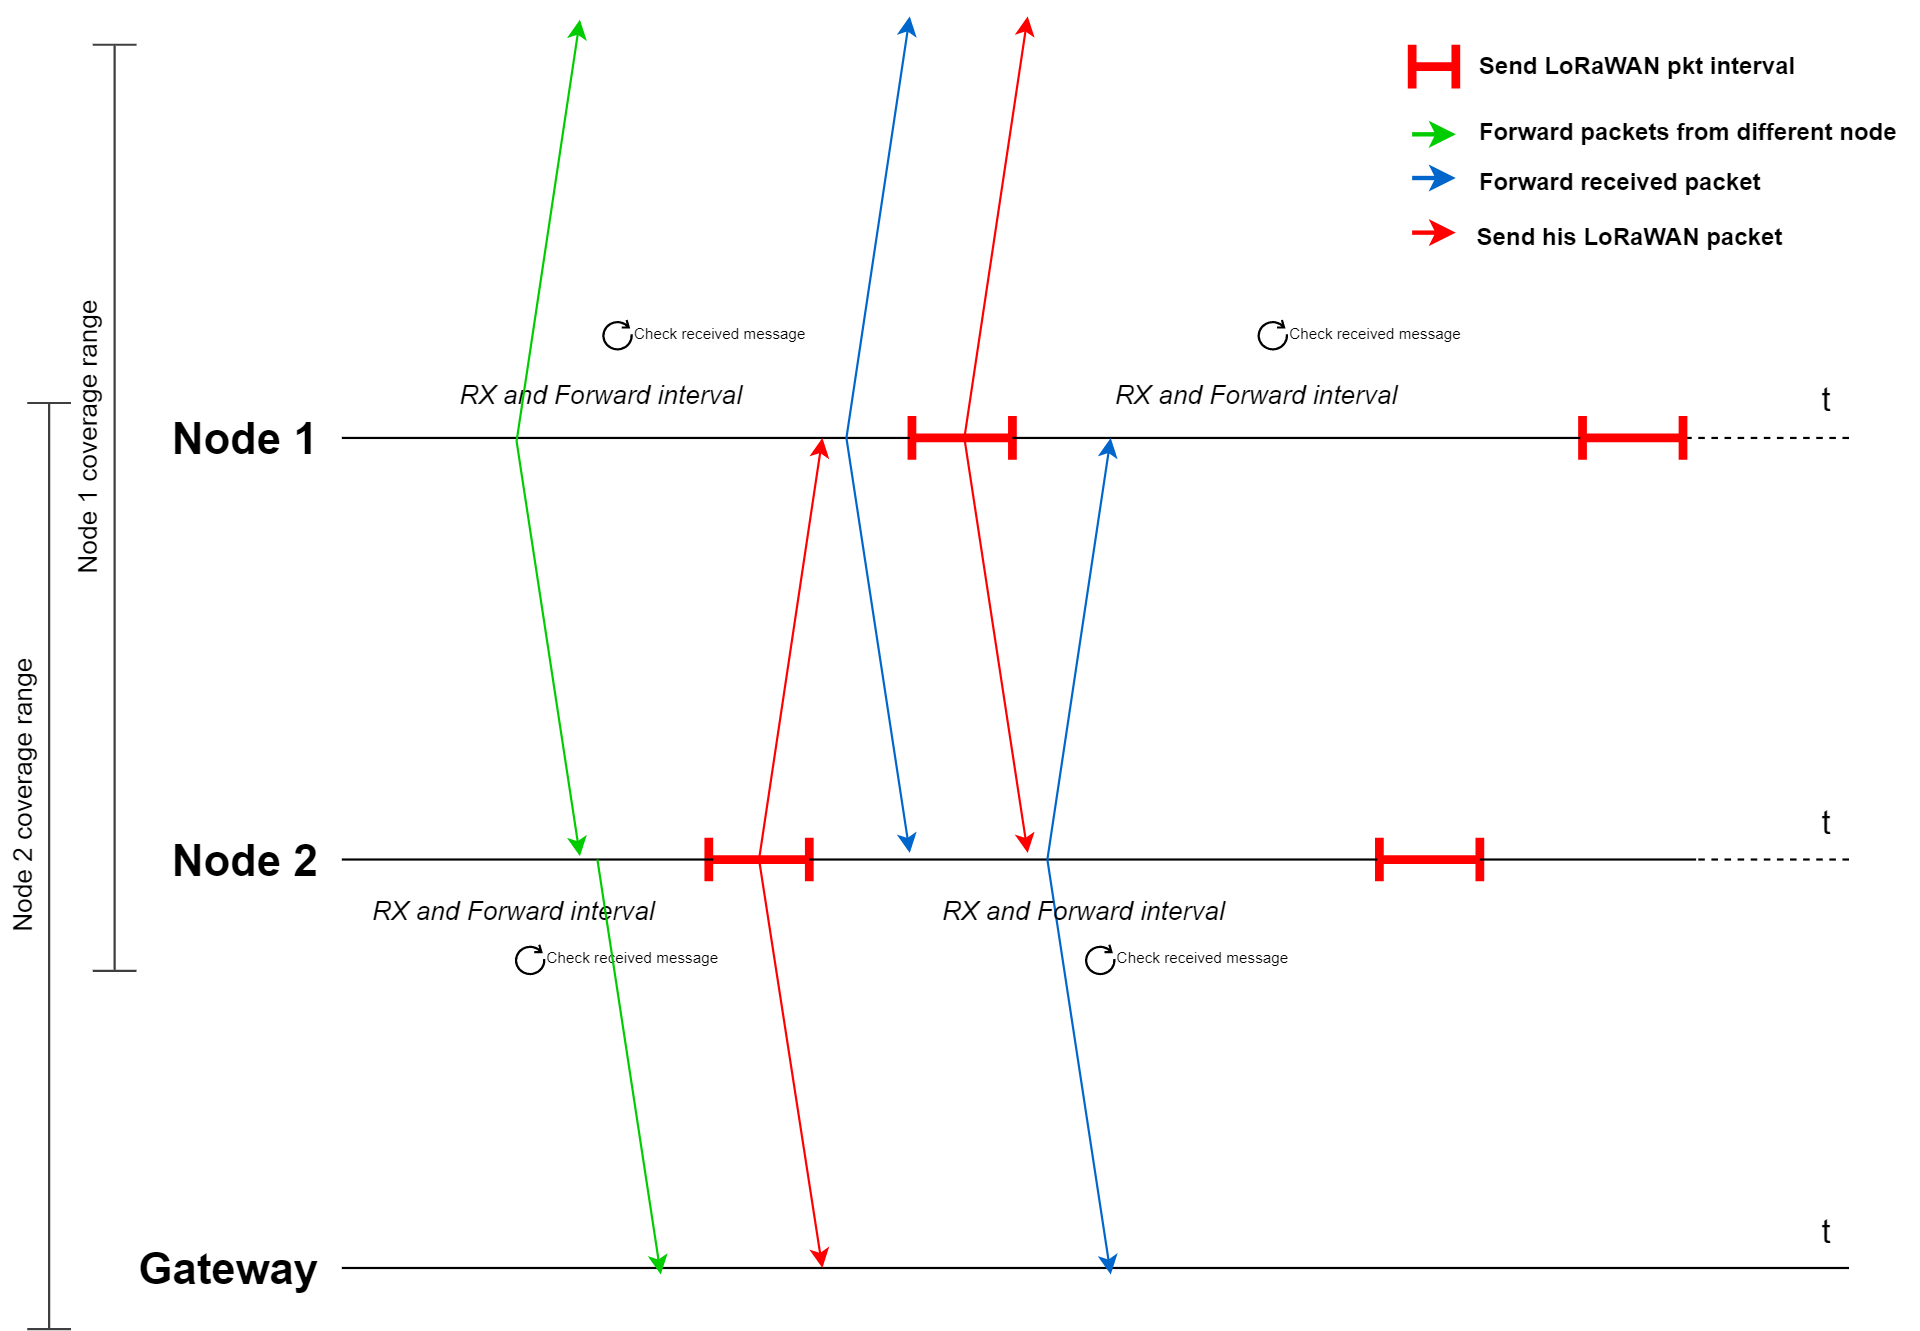 Send LoRaWAN pkt interval
Forward packets from different node
Forward received packet
Send his LoRaWAN packet
Node 1 coverage range
Node 2 coverage range
Check received message
Check received message
RX and Forward interval
RX and Forward interval
t
Node 1
t
Node 2
RX and Forward interval
RX and Forward interval
Check received message
Check received message
t
Gateway